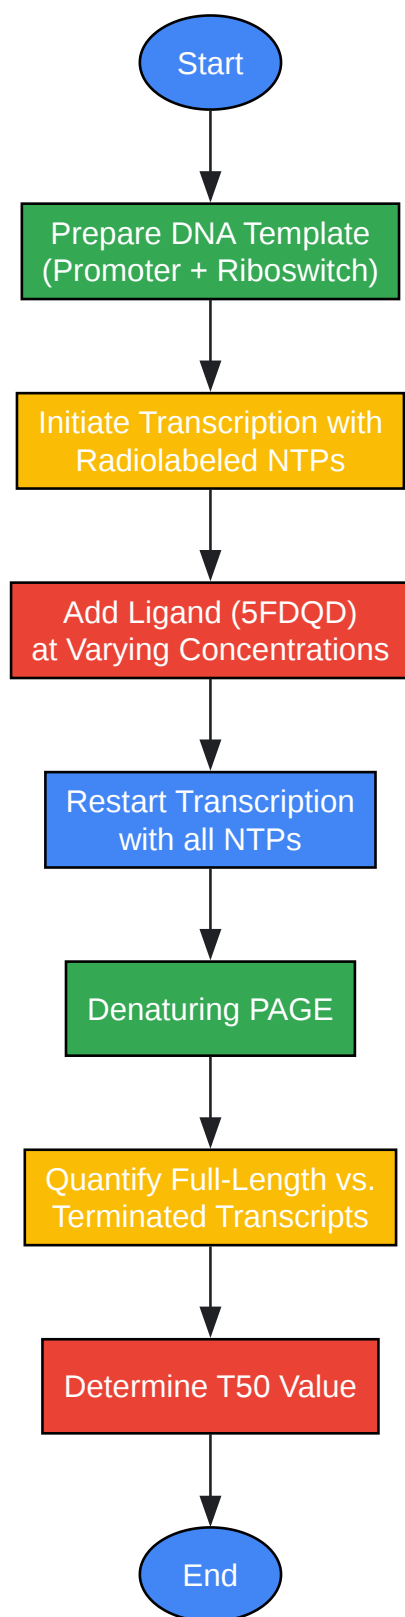 Start
Prepare DNA Template
(Promoter + Riboswitch)
Initiate Transcription with
Radiolabeled NTPs
Add Ligand (5FDQD)
at Varying Concentrations
Restart Transcription
with all NTPs
Denaturing PAGE
Quantify Full-Length vs.
Terminated Transcripts
Determine T50 Value
End